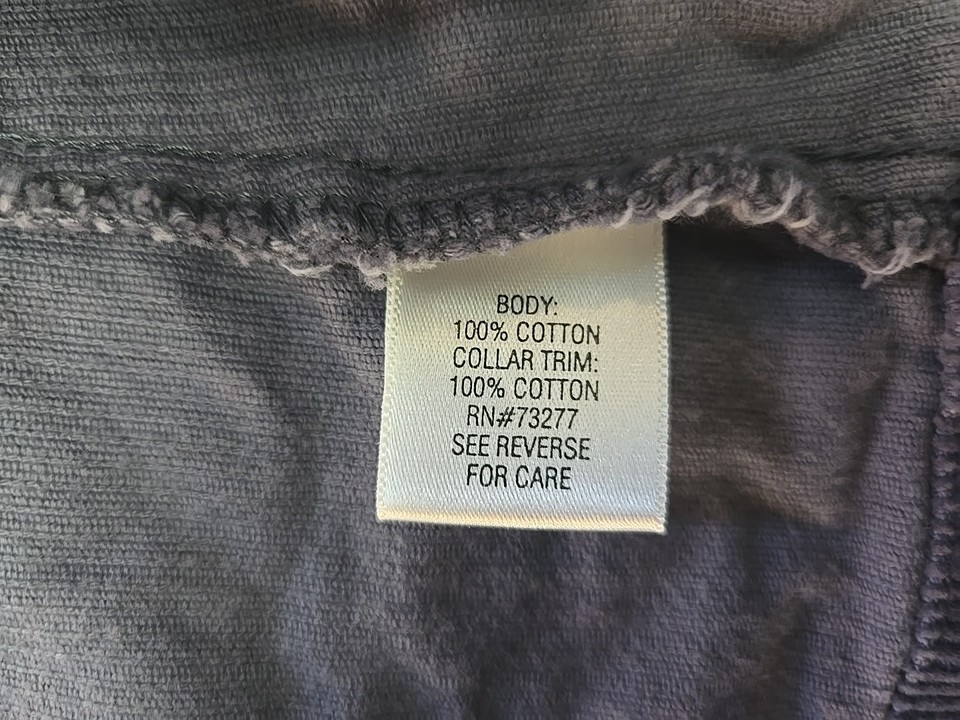 BODY:
100% COTTON
COLLAR TRIM:
100% COTTON
RN#73277
SEE REVERSE
FOR CARE